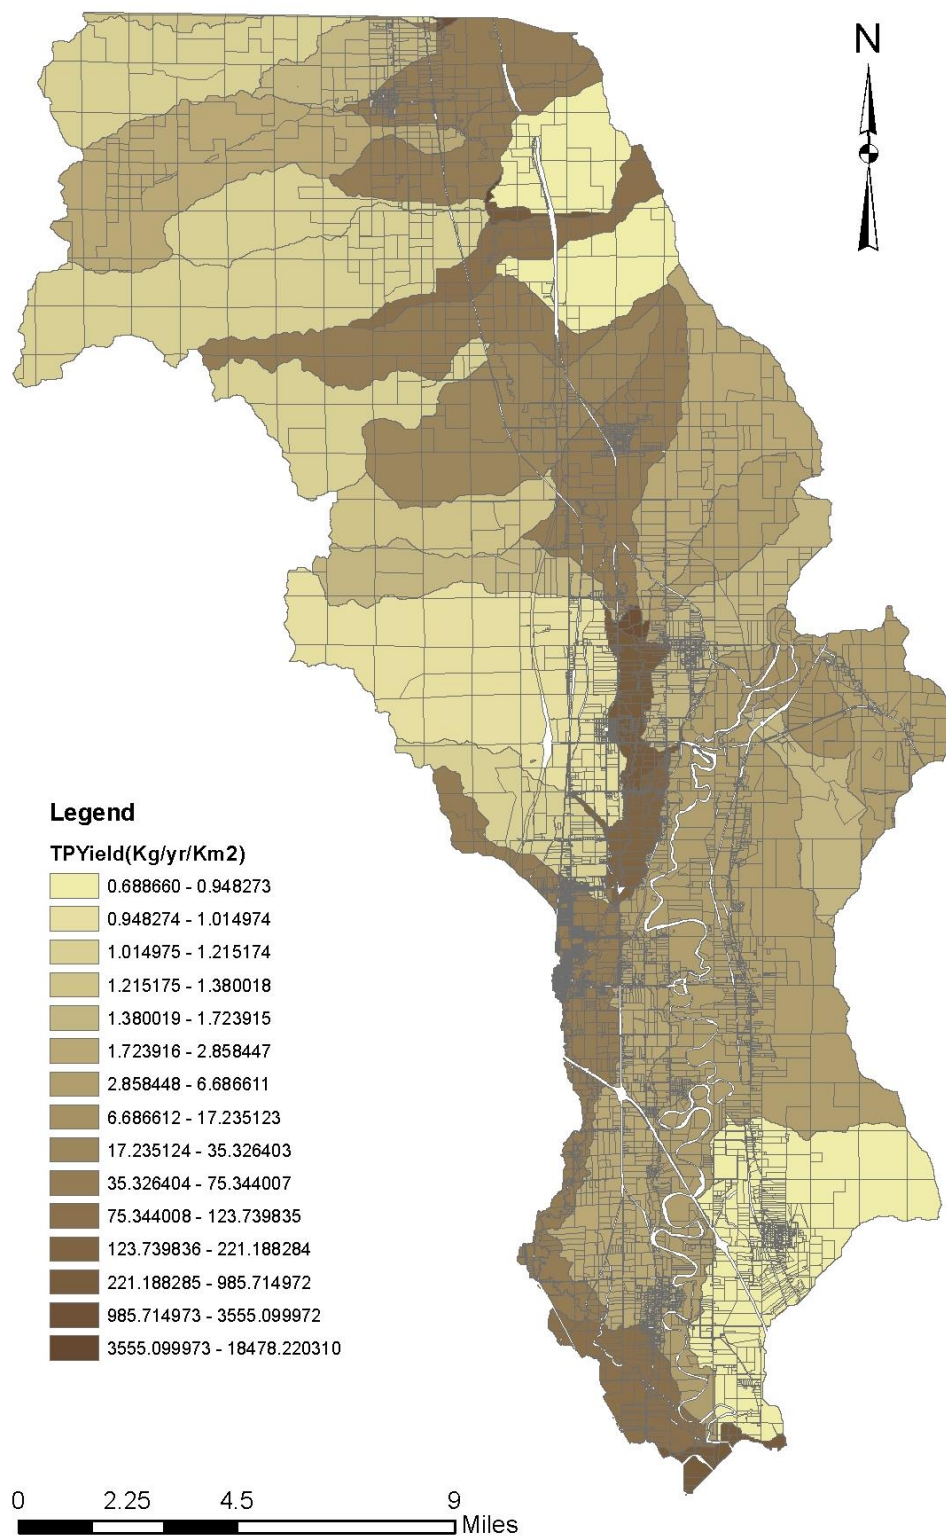 N
Legend
TPYield(Kg/yr/Km2)
0.688660 - 0.948273
0.948274 - 1.014974
1.014975 - 1.215174
1.215175 - 1.380018
1.380019 - 1.723915
1.723916 - 2.858447
2.858448 - 6.686611
6.686612 - 17.235123
17.235124 - 35.326403
35.326404 - 75.344007
75.344008 - 123.739835
123.739836 - 221.188284
221.188285 - 985.714972
985.714973 - 3555.099972
3555.099973 - 18478.220310
0 2.25 4.5 9
Miles